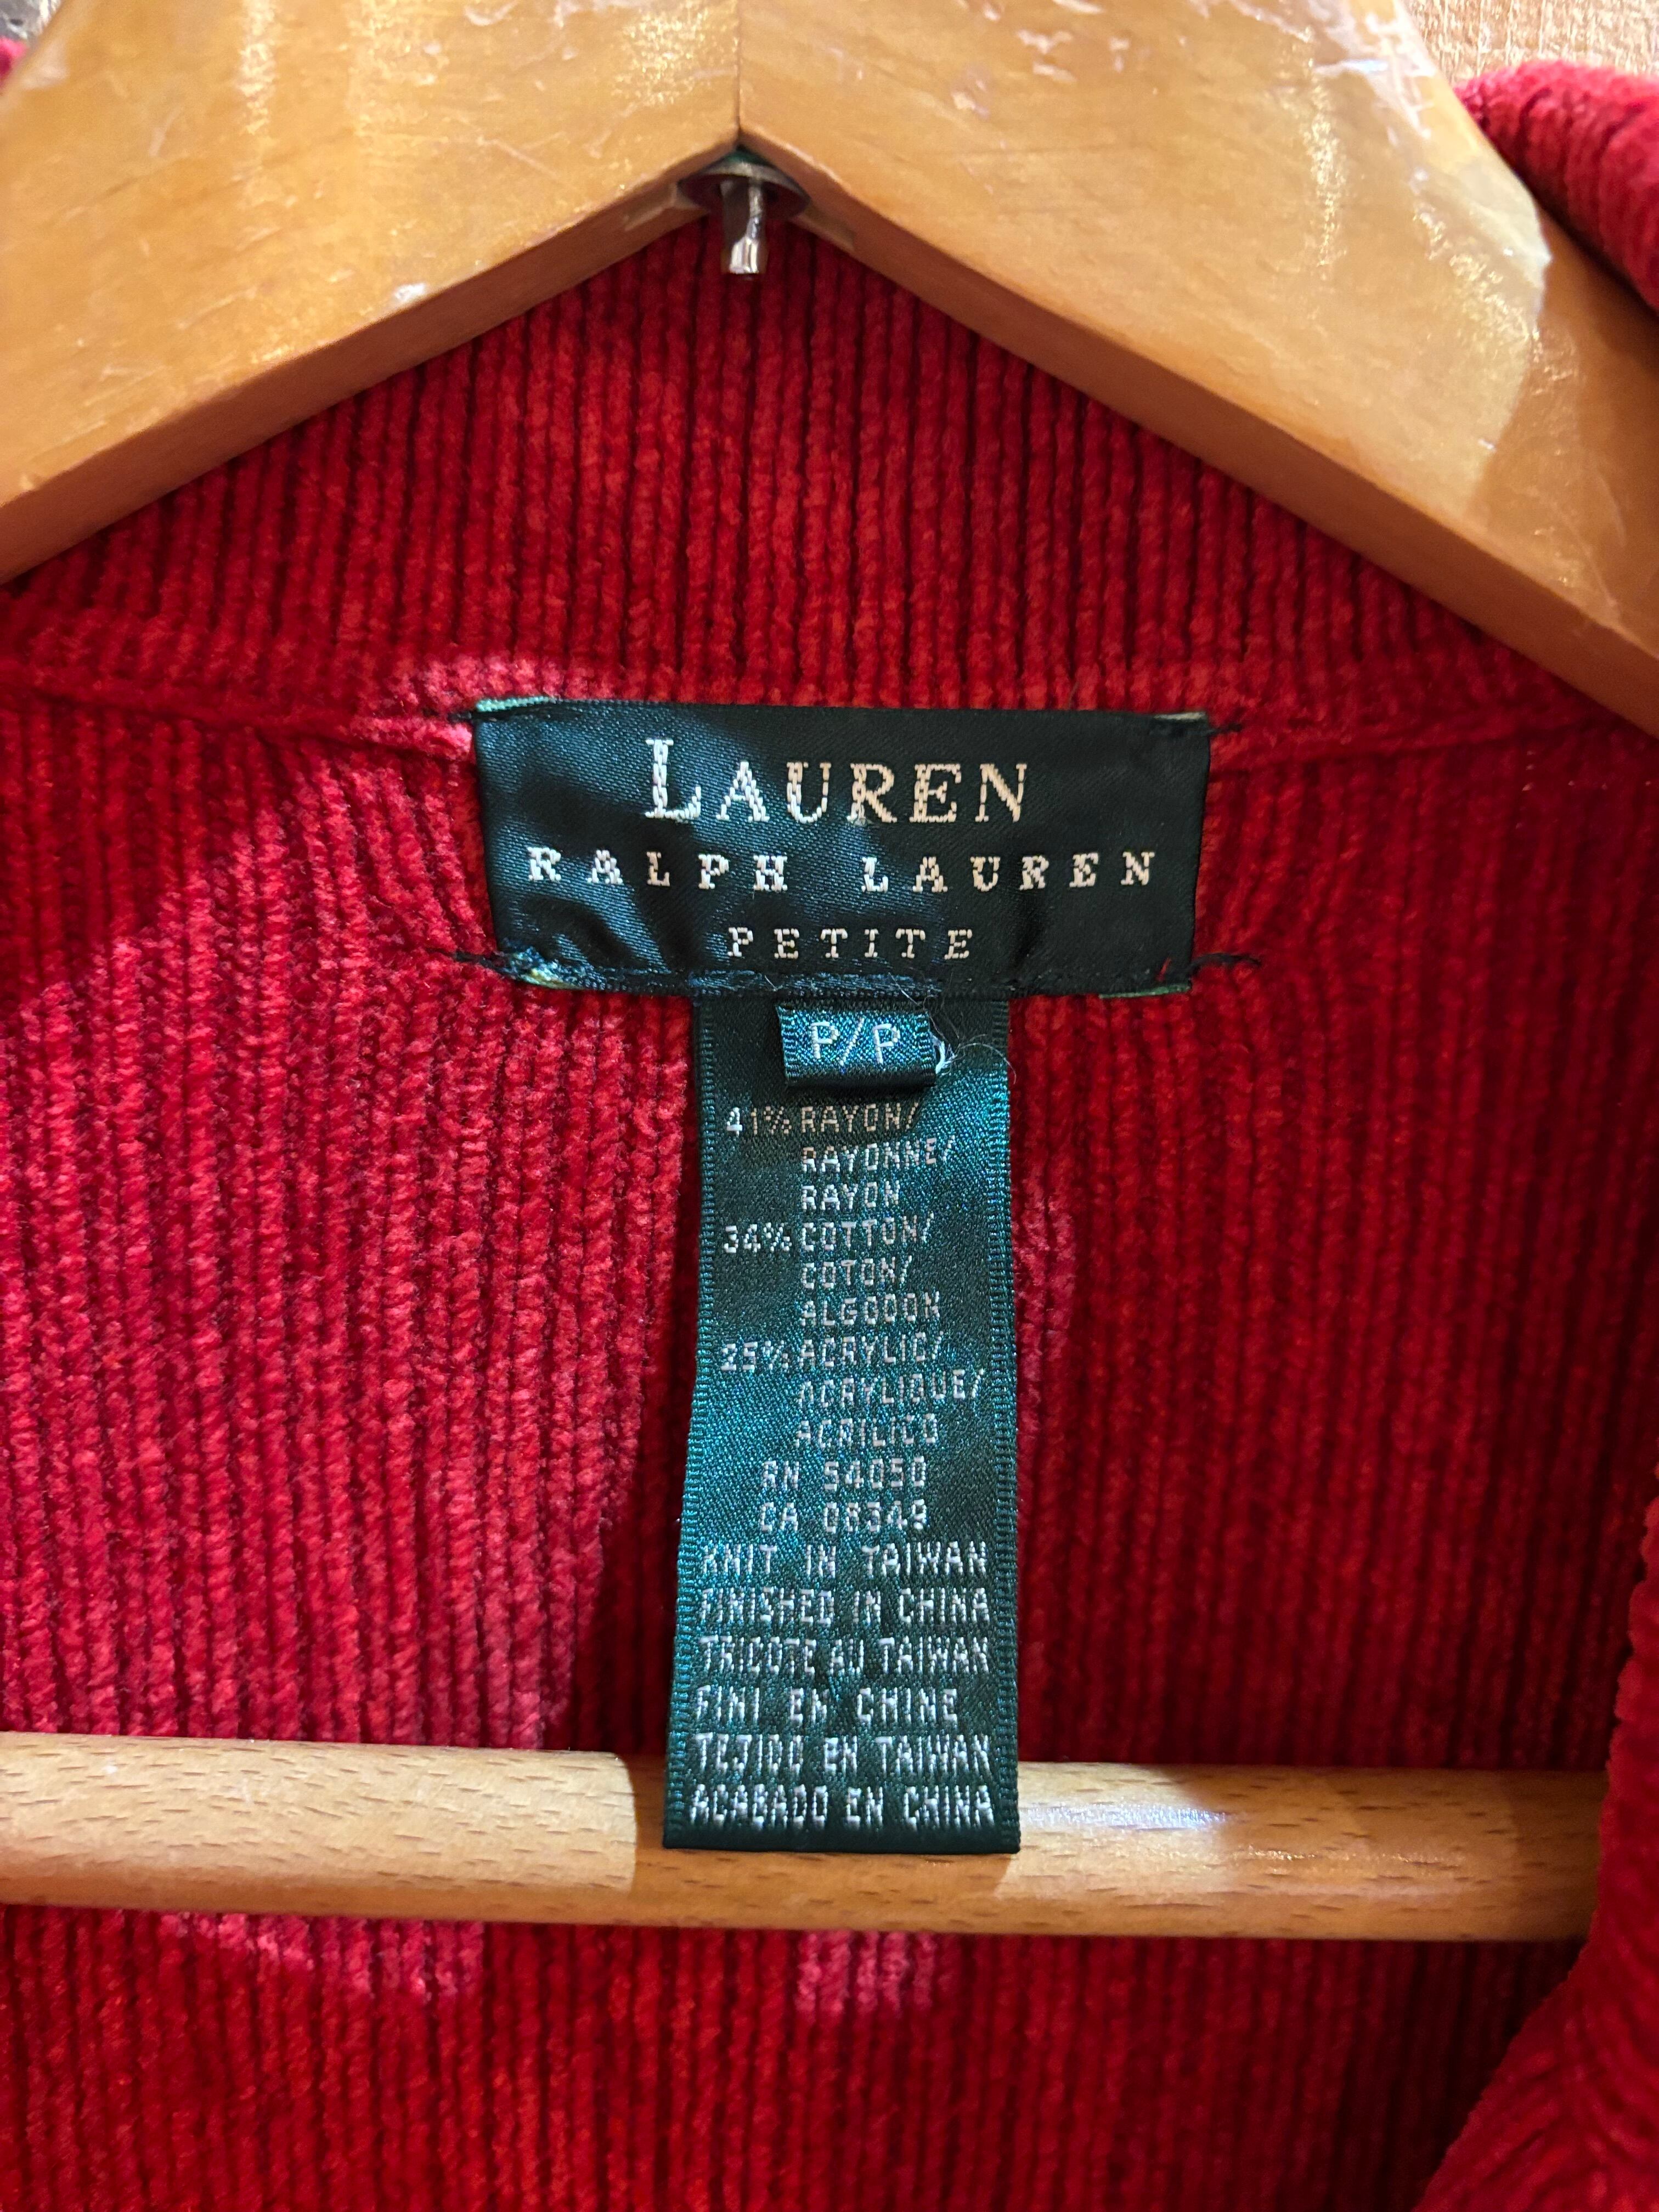 LAUREN
RALPH LAUREN
PETITE
P/P
41% RAYON/
RAYONNE/
RAYON
34% COTTON/
COTON/
ALGODON
25% ACRYLIC/
ACRYLIQUE/
ACRILICO
RN 54050
CA 08349
KNIT IN TAIWAN
FINISHED IN CHINA
TRICOTE AU TAIWAN
FINI EN CHINE
TEJIDO EN TAIWAN
ACABADO EN CHINA